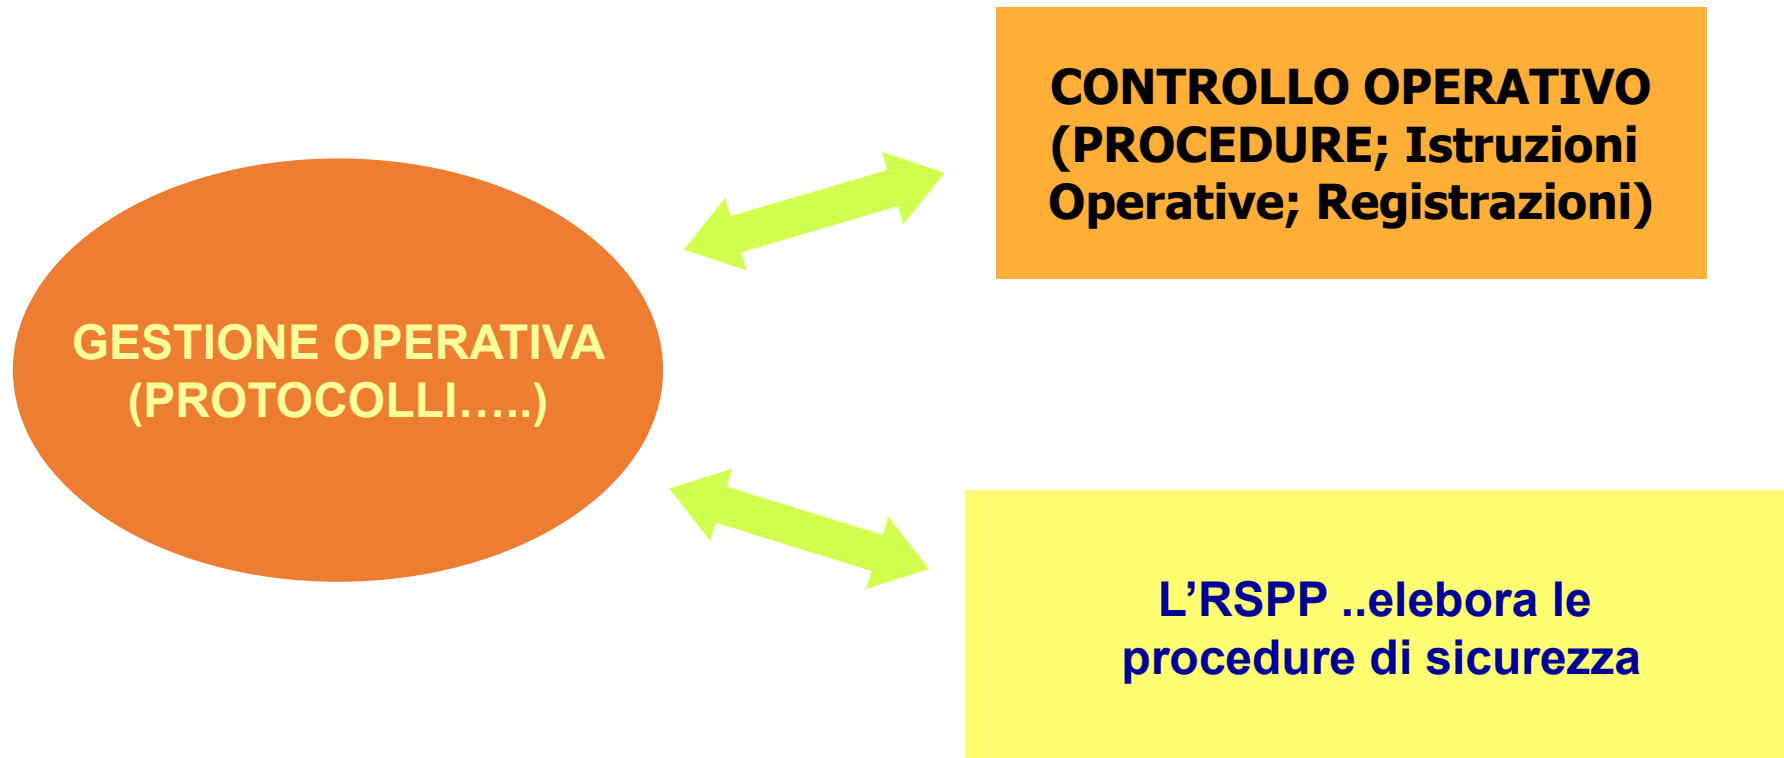 CONTROLLO OPERATIVO
(PROCEDURE; Istruzioni
Operative; Registrazioni)
GESTIONE OPERATIVA
(PROTOCOLLI…..)
L’RSPP ..elebora le
procedure di sicurezza